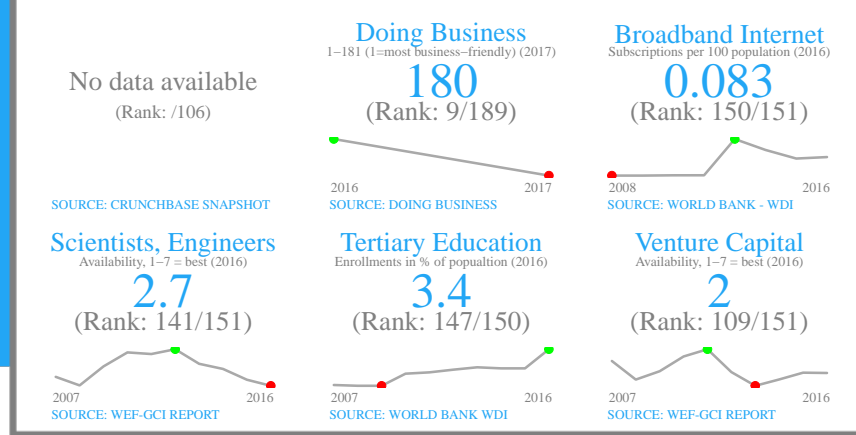 No data available
(Rank: /106)
SOURCE: CRUNCHBASE SNAPSHOT
Doing Business
1−181 (1=most business−friendly) (2017)
180
(Rank: 9/189)
2016 2017
SOURCE: DOING BUSINESS
Broadband Internet
Subscriptions per 100 population (2016)
0.083
(Rank: 150/151)
2008 2016
SOURCE: WORLD BANK - WDI
Scientists, Engineers
Availability, 1−7 = best (2016)
2.7
(Rank: 141/151)
2007 2016
SOURCE: WEF-GCI REPORT
Tertiary Education
Enrollments in % of popualtion (2016)
3.4
(Rank: 147/150)
2007 2016
SOURCE: WORLD BANK WDI
Venture Capital
Availability, 1−7 = best (2016)
2
(Rank: 109/151)
2007 2016
SOURCE: WEF-GCI REPORT